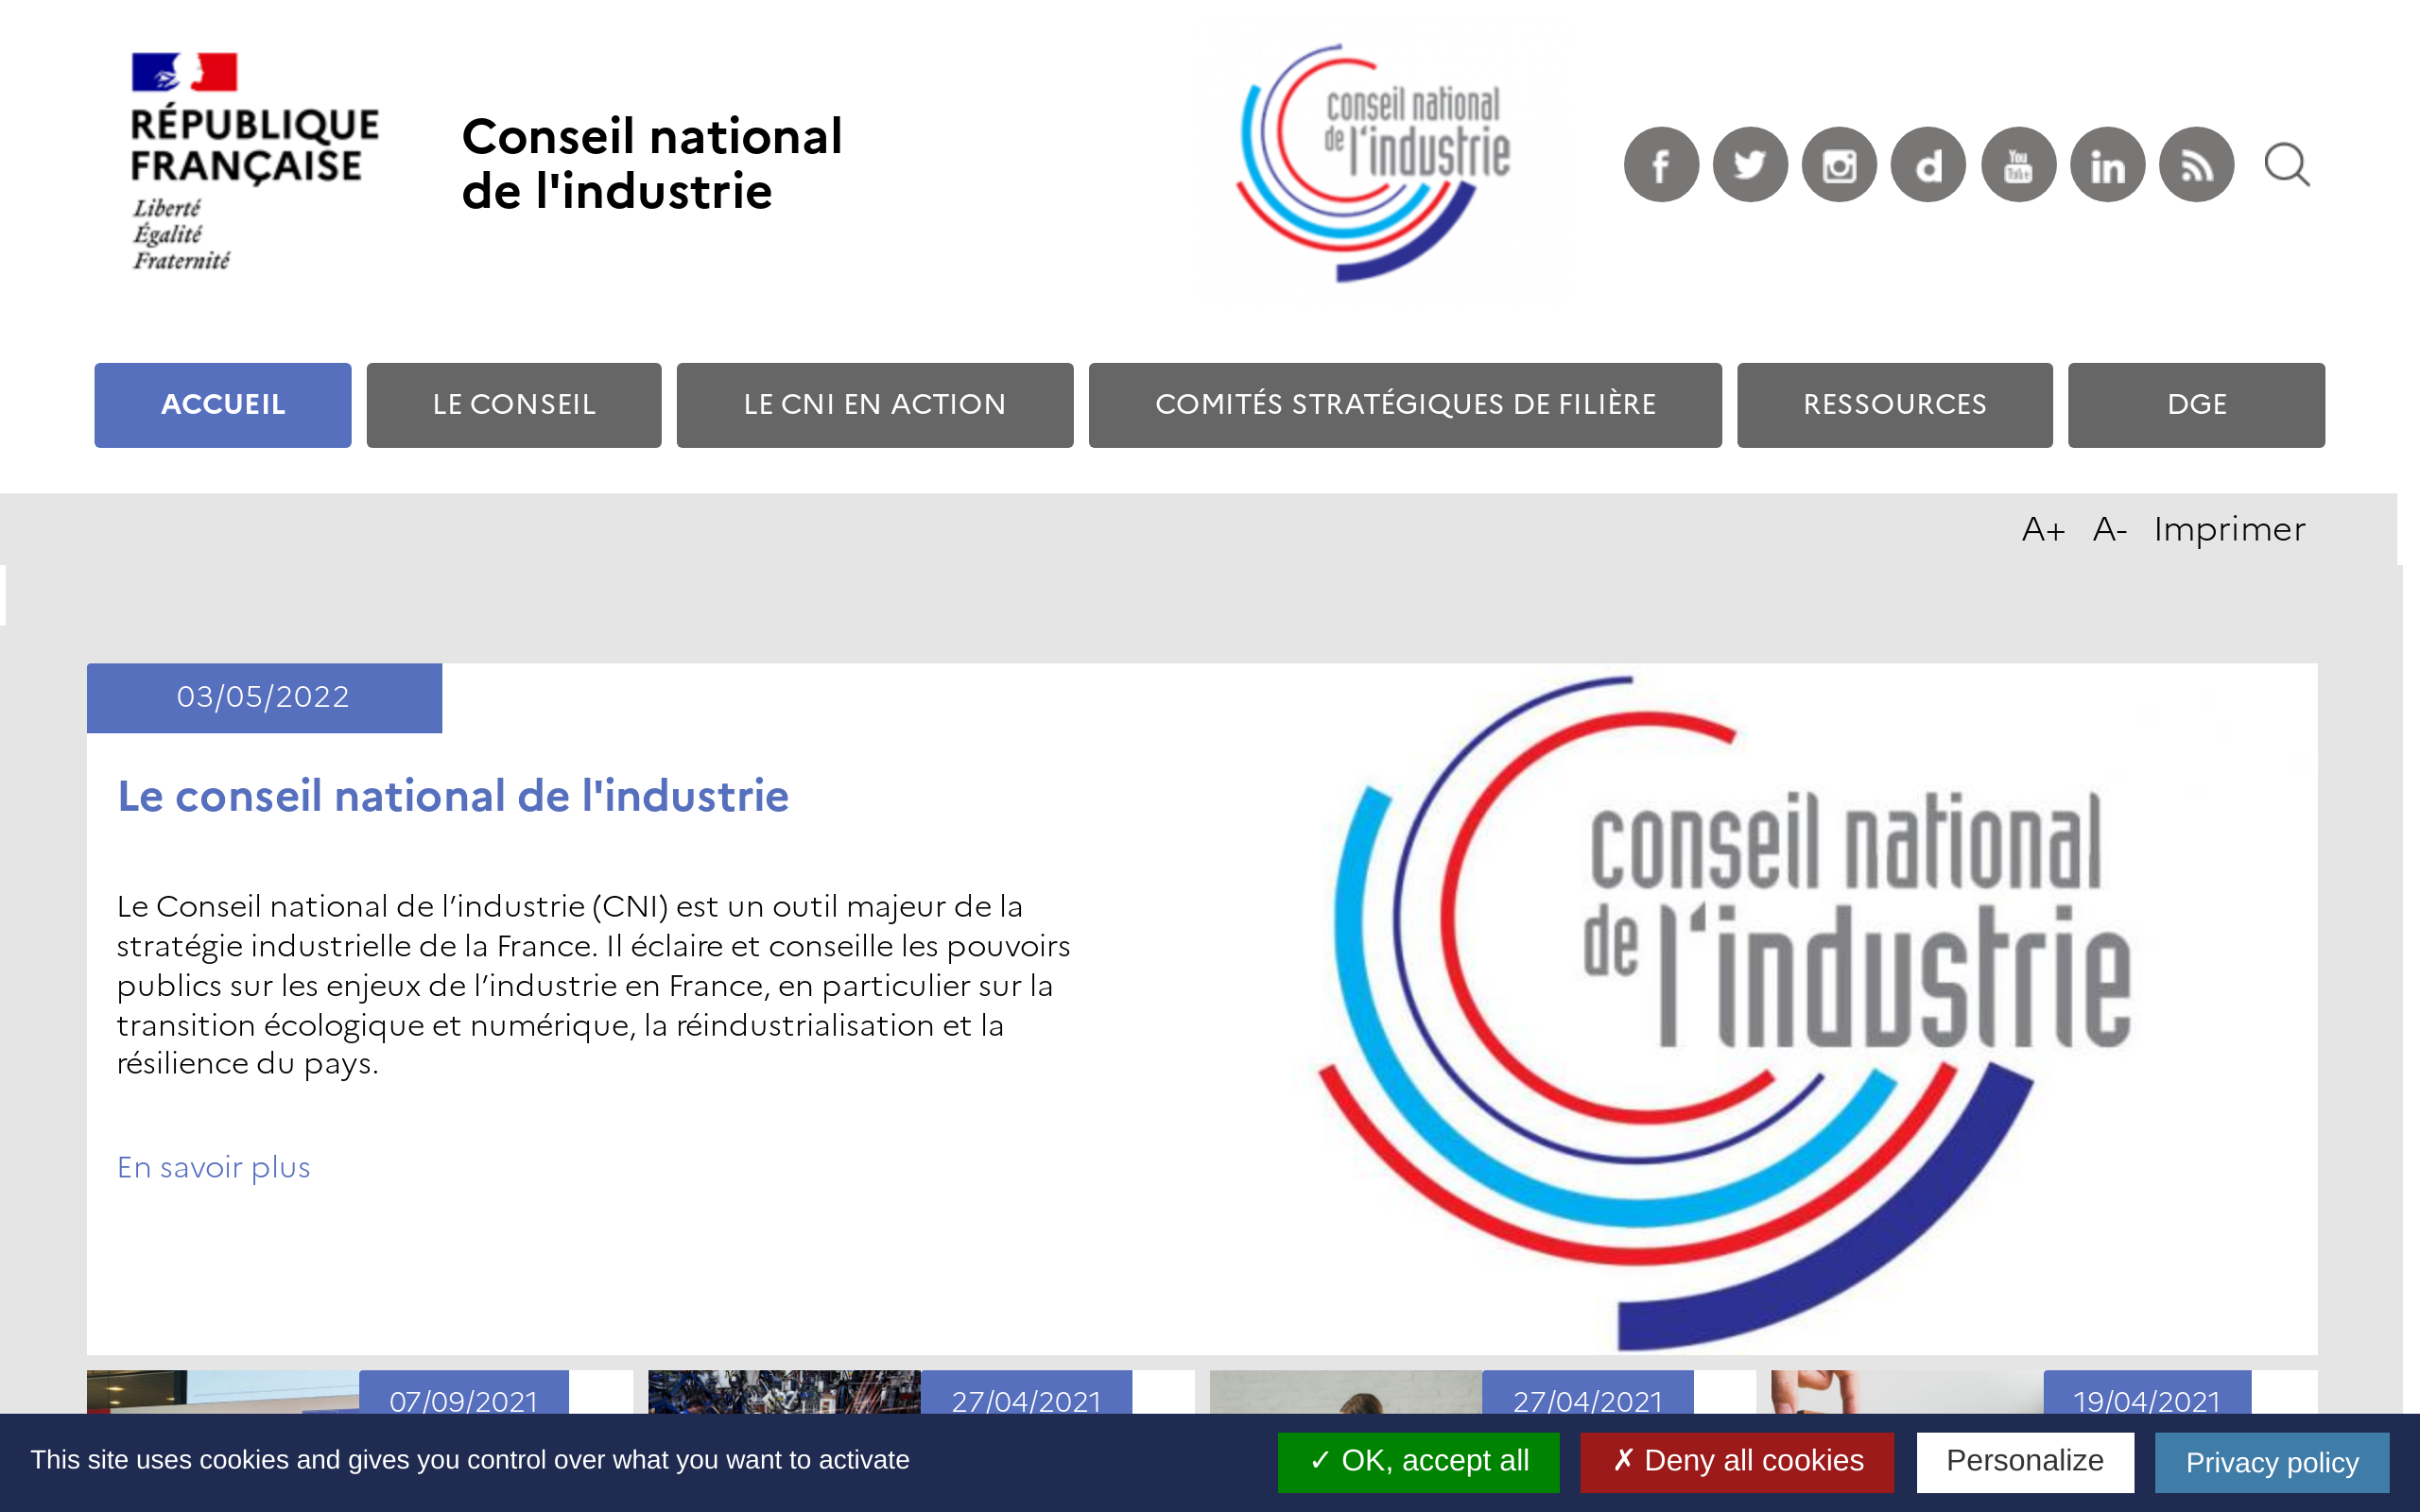 RÉPUBLIQUE
FRANÇAISE
Liberté
Égalité
Fraternité
Conseil national
de l'industrie
conseil national
de l'industrie
You
Tube
in
ACCUEIL
LE CONSEIL
LE CNI EN ACTION
COMITÉS STRATÉGIQUES DE FILIÈRE
RESSOURCES
DGE
A+ A- Imprimer
03/05/2022
Le conseil national de l'industrie
Le Conseil national de l’industrie (CNI) est un outil majeur de la
stratégie industrielle de la France. Il éclaire et conseille les pouvoirs
publics sur les enjeux de l’industrie en France, en particulier sur la
transition écologique et numérique, la réindustrialisation et la
résilience du pays.
En savoir plus
conseil national
de l'industrie
07/09/2021
27/04/2021
27/04/2021
19/04/2021
This site uses cookies and gives you control over what you want to activate
✓ OK, accept all
✗ Deny all cookies
Personalize
Privacy policy